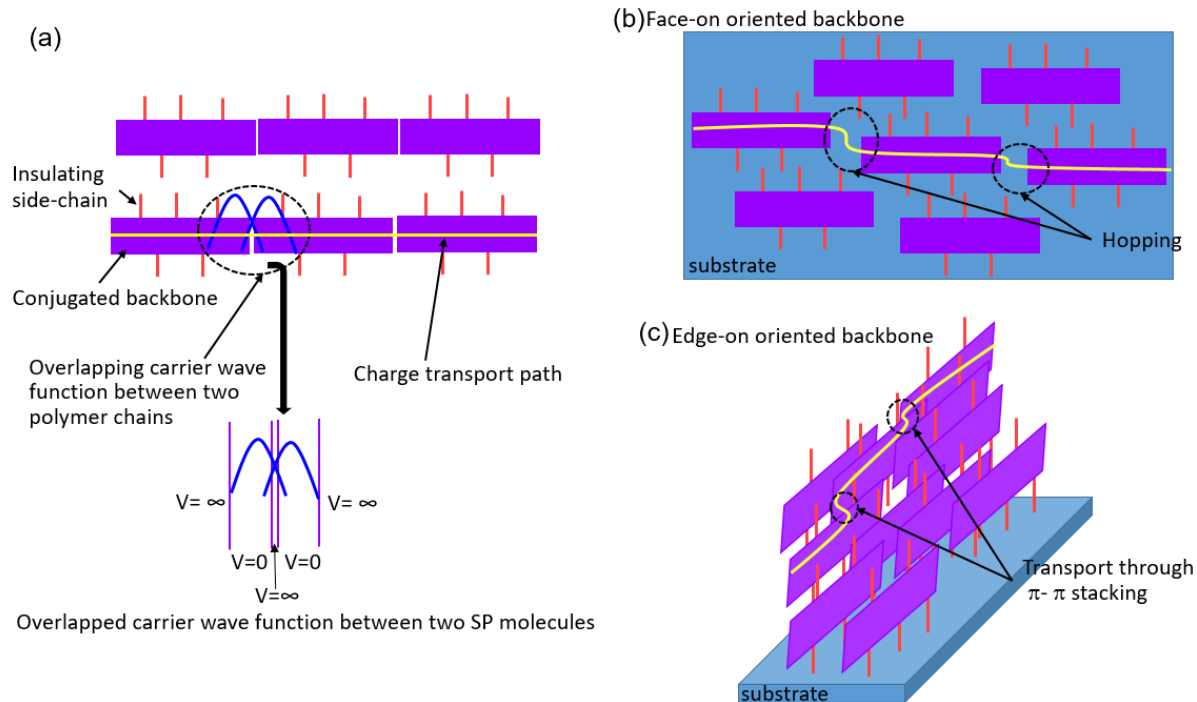 (a)
Insulating
side-chain
Conjugated backbone
Overlapping carrier wave
function between two
polymer chains
Charge transport path
V= ∞
V= ∞
V=0
V=0
V=∞
Overlapped carrier wave function between two SP molecules
(b) Face-on oriented backbone
Hopping
substrate
(c) Edge-on oriented backbone
Transport through
π- π stacking
substrate